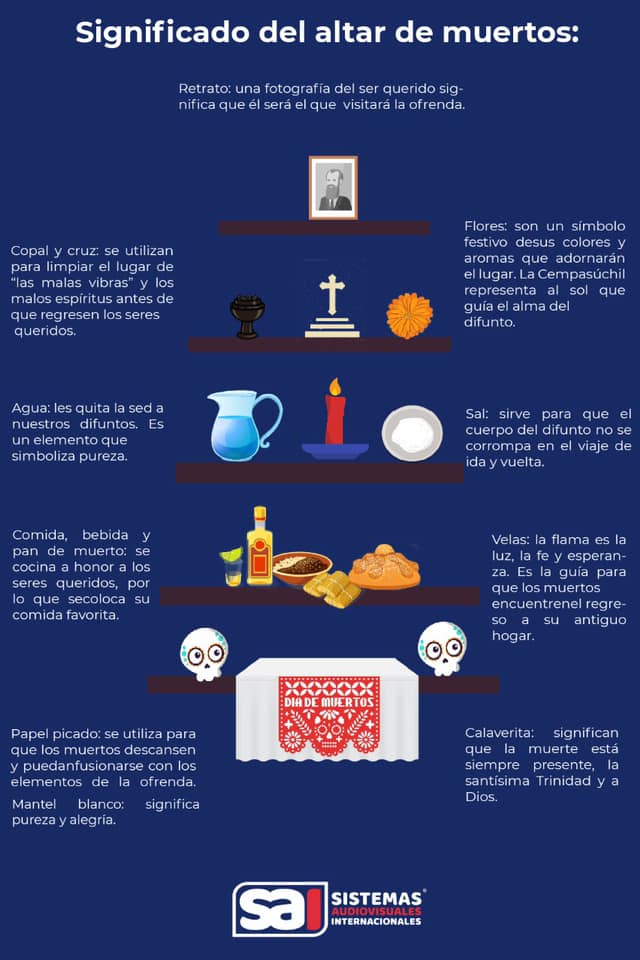 Significado del altar de muertos:
Retrato: una fotografía del ser querido sig-
nifica que él será el que visitará la ofrenda.
Copal y cruz: se utilizan
para limpiar el lugar de
“las malas vibras” y los
malos espíritus antes de
que regresen los seres
queridos.
Flores: son un símbolo
festivo desus colores y
aromas que adornarán
el lugar. La Cempasúchil
representa al sol que
guía el alma del
difunto.
Agua: les quita la sed a
nuestros difuntos. Es
un elemento que
simboliza pureza.
Sal: sirve para que el
cuerpo del difunto no se
corrompa en el viaje de
ida y vuelta.
Comida, bebida y
pan de muerto: se
cocina a honor a los
seres queridos, por
lo que secoloca su
comida favorita.
Velas: la flama es la
luz, la fe y esperan-
za. Es la guía para
que los muertos
encuentrenel regre-
so a su antiguo
hogar.
DIA DE MUERTOS
Papel picado: se utiliza para
que los muertos descansen
y puedanfusionarse con los
elementos de la ofrenda.
Mantel blanco: significa
pureza y alegría.
Calaverita: significan
que la muerte está
siempre presente, la
santísima Trinidad y a
Dios.
sai
SISTEMAS®
AUDIOVISUALES
INTERNACIONALES